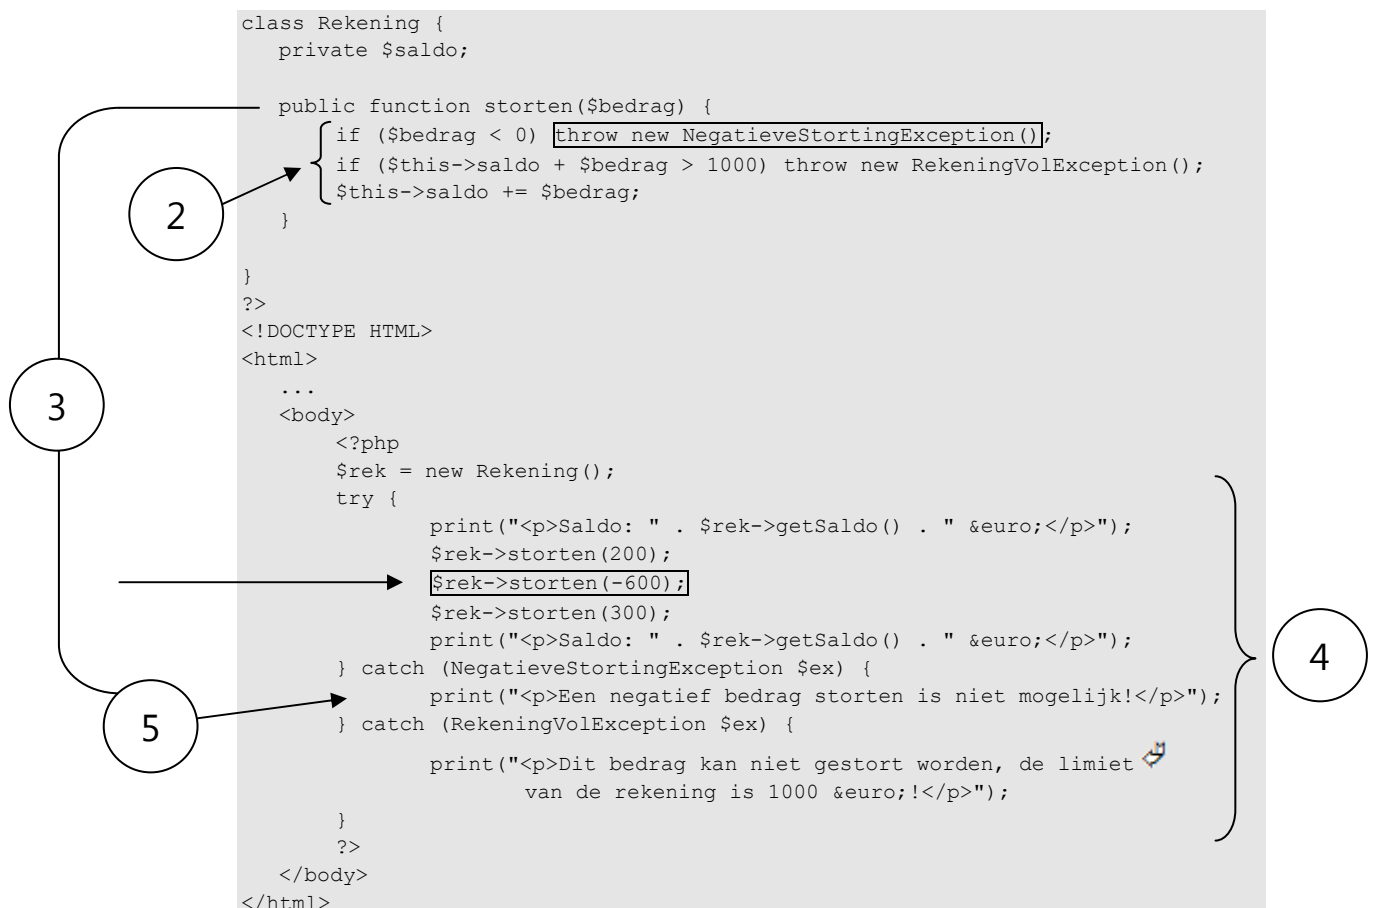 class Rekening {
private $saldo;
public function storten($bedrag) {
if ($bedrag < 0) throw new NegatieveStortingException();
if ($this->saldo + $bedrag > 1000) throw new RekeningVolException();
$this->saldo += $bedrag;
2
}
}
?>
<!DOCTYPE HTML>
<html>
...
3
<body>
<?php
$rek = new Rekening();
try {
print("<p>Saldo: " . $rek->getSaldo() . " &euro;</p>");
$rek->storten(200);
$rek->storten(-600);
$rek->storten(300);
print("<p>Saldo: " . $rek->getSaldo() . " &euro;</p>");
4
} catch (NegatieveStortingException $ex) {
print("<p>Een negatief bedrag storten is niet mogelijk!</p>");
5
} catch (RekeningVolException $ex) {
print("<p>Dit bedrag kan niet gestort worden, de limiet
van de rekening is 1000 &euro;!</p>");
}
?>
</body>
</html>